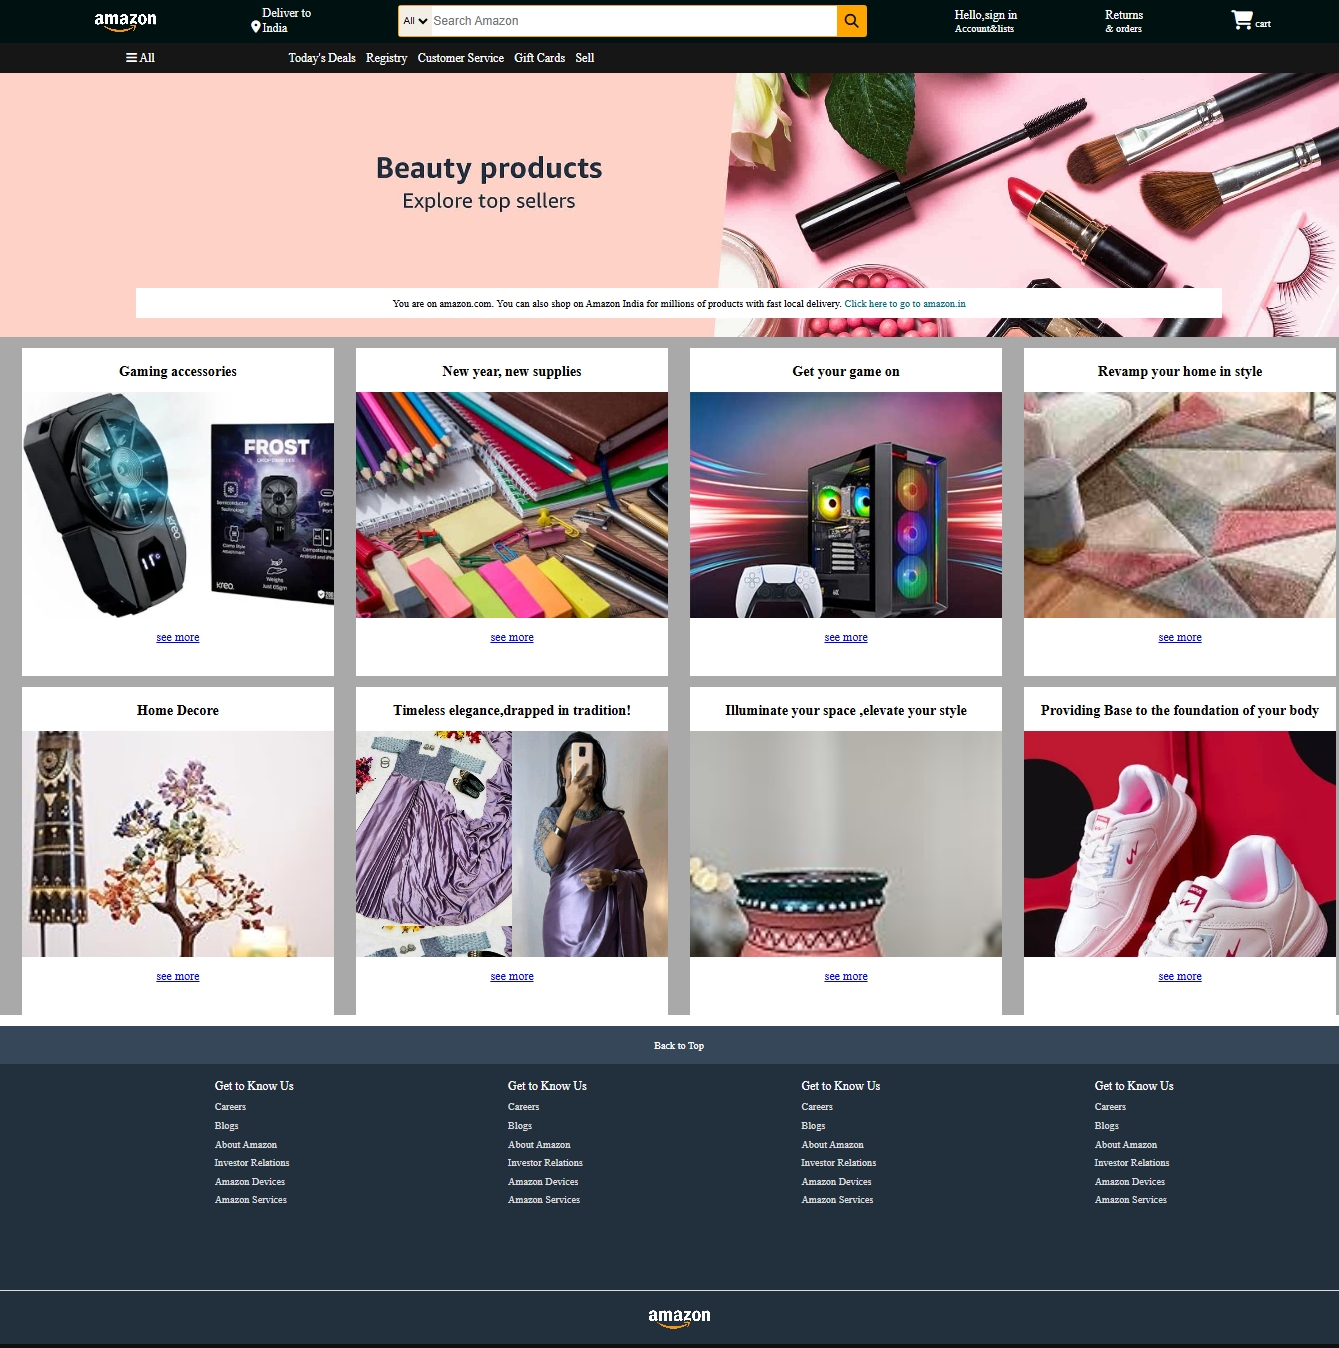 amazon
Deliver to
India
All
Search Amazon
Hello,sign in
Account&lists
Returns
& orders
cart
All
Today's Deals Registry Customer Service Gift Cards Sell
Beauty products
Explore top sellers
You are on amazon.com. You can also shop on Amazon India for millions of products with fast local delivery. Click here to go to amazon.in
Gaming accessories
FROST
kreo
kreo.
see more
New year, new supplies
see more
Get your game on
see more
Revamp your home in style
see more
Home Decore
see more
Timeless elegance,drapped in tradition!
see more
Illuminate your space ,elevate your style
see more
Providing Base to the foundation of your body
see more
Back to Top
Get to Know Us
Careers
Blogs
About Amazon
Investor Relations
Amazon Devices
Amazon Services
Get to Know Us
Careers
Blogs
About Amazon
Investor Relations
Amazon Devices
Amazon Services
Get to Know Us
Careers
Blogs
About Amazon
Investor Relations
Amazon Devices
Amazon Services
Get to Know Us
Careers
Blogs
About Amazon
Investor Relations
Amazon Devices
Amazon Services
amazon